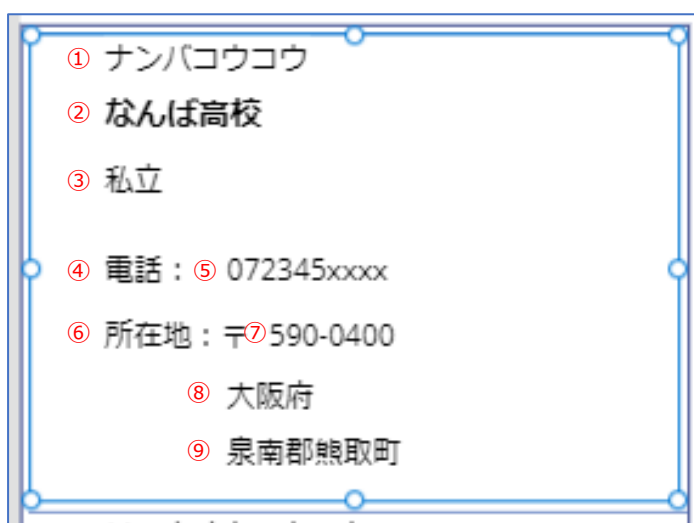 ① ナンバコウコウ
② なんば高校
③ 私立
④ 電話：⑤ 072345xxxx
⑥ 所在地：〒⑦590-0400
⑧ 大阪府
⑨ 泉南郡熊取町